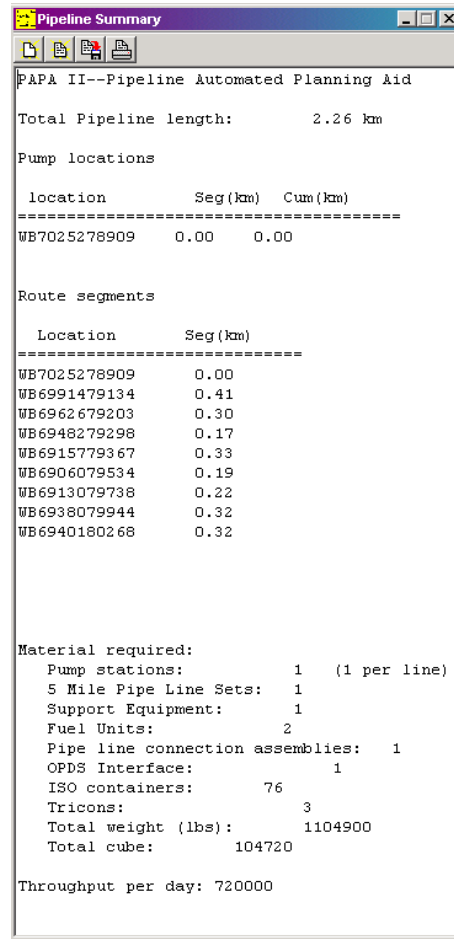 Pipeline Summary
PAPA II--Pipeline Automated Planning Aid
Total Pipeline length: 2.26 km
Pump locations
location Seg(km) Cum(km)
=======================================
WB7025278909 0.00 0.00
Route segments
Location Seg(km)
=============================
WB7025278909 0.00
WB6991479134 0.41
WB6962679203 0.30
WB6948279298 0.17
WB6915779367 0.33
WB6906079534 0.19
WB6913079738 0.22
WB6938079944 0.32
WB6940180268 0.32
Material required:
Pump stations: 1 (1 per line)
5 Mile Pipe Line Sets: 1
Support Equipment: 1
Fuel Units: 2
Pipe line connection assemblies: 1
OPDS Interface: 1
ISO containers: 76
Tricons: 3
Total weight (lbs): 1104900
Total cube: 104720
Throughput per day: 720000